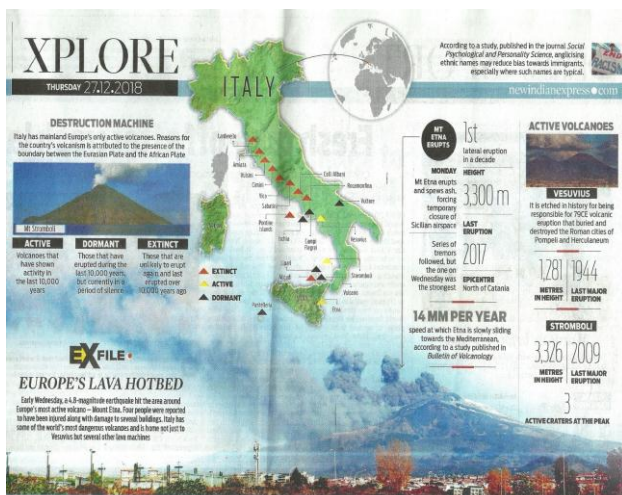 XPLORE
THURSDAY 27.12.2018
According to a study, published in the journal Social
Psychological and Personality Science, anglicising
ethnic names may reduce bias towards immigrants,
especially where such names are typical.
newindianexpress●com
DESTRUCTION MACHINE
Italy has mainland Europe's only active volcanoes. Reasons for
the country's volcanism is attributed to the presence of the
boundary between the Eurasian Plate and the African Plate
Mt Stromboli
ACTIVE
Volcanoes that
have shown
activity in
the last 10,000
years
DORMANT
Those that have
erupted during the
last 10,000 years,
but currently in a
period of silence
EXTINCT
Those that are
unlikely to erupt
again and last
erupted over
10,000 years ago
ITALY
Amiata
Vulsini
Cimini
Vico
Sabatini
Pontine
Islands
Colli Albani
Roccamonfina
Vulture
Ischia
Campi
Flegrei
Vesuvius
Stromboli
Vulcano
Etna
Pantelleria
EXTINCT
ACTIVE
DORMANT
EXFILE
EUROPE'S LAVA HOTBED
Early Wednesday, a 4.8-magnitude earthquake hit the area around
Europe's most active volcano – Mount Etna. Four people were reported
to have been injured along with damage to several buildings. Italy has
some of the world's most dangerous volcanoes and is home not just to
Vesuvius but several other lava machines
MT
ETNA
ERUPTS
MONDAY
Mt Etna erupts
and spews ash,
forcing
temporary
closure of
Sicilian airspace
Series of
tremors
followed, but
the one on
Wednesday was
the strongest
1st
lateral eruption
in a decade
HEIGHT
3,300 m
LAST
ERUPTION
2017
EPICENTRE
North of Catania
14 MM PER YEAR
speed at which Etna is slowly sliding
towards the Mediterranean,
according to a study published in
Bulletin of Volcanology
ACTIVE VOLCANOES
VESUVIUS
It is etched in history for being
responsible for 79CE volcanic
eruption that buried and
destroyed the Roman cities of
Pompeii and Herculaneum
1,281
METRES
IN HEIGHT
1944
LAST MAJOR
ERUPTION
STROMBOLI
3,326
METRES
IN HEIGHT
2009
LAST MAJOR
ERUPTION
3
ACTIVE CRATERS AT THE PEAK